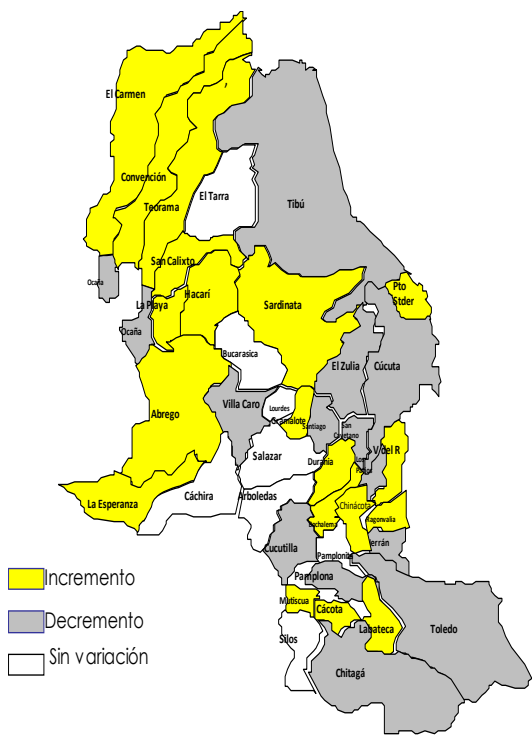 El Carmen
Convención
Teorama
El Tarra
Tibú
San Calixto
Ocaña
La Playa
Hacarí
Sardinata
Pto
Stder
Ocaña
Bucarasica
El Zulia
Cúcuta
Abrego
Villa Caro
Lourdes
Gramalote
Santiago
San
Cayetano
V del R
Salazar
Durania
Los
La Esperanza
Cáchira
Arboledas
Chinácota
Ragonvalia
Bochalema
Cucutilla
Pamplonita
Pamplona
Mutiscua
Cácota
Labateca
Toledo
Silos
Chitagá
Incremento
Decremento
Sin variación